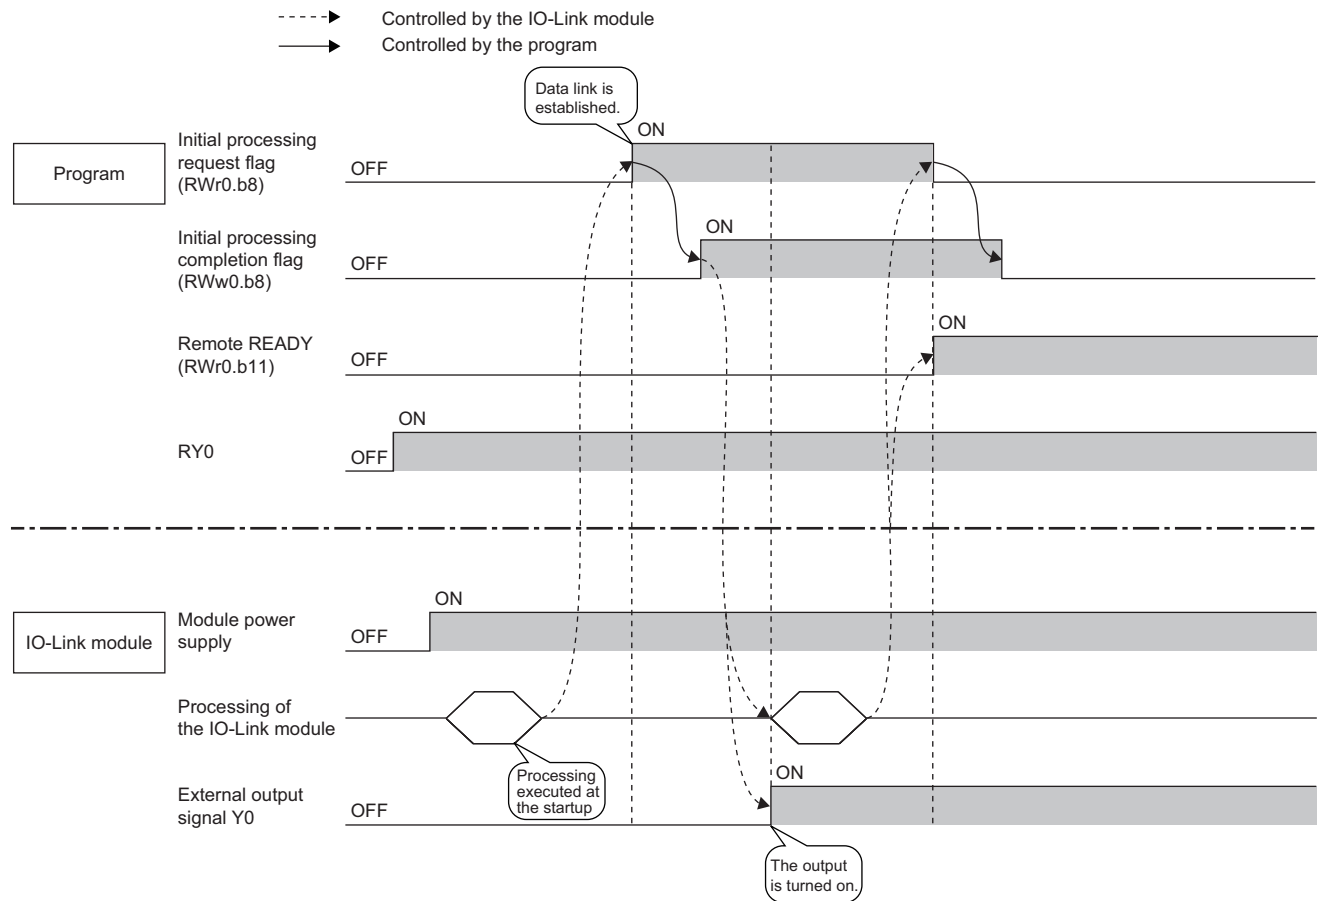 Controlled by the IO-Link module
Controlled by the program
Data link is
established.
Program
Initial processing
request flag
(RWr0.b8)
OFF
ON
Initial processing
completion flag
(RWw0.b8)
OFF
ON
Remote READY
(RWr0.b11)
OFF
ON
RY0
OFF
ON
IO-Link module
Module power
supply
OFF
ON
Processing of
the IO-Link module
Processing
executed at
the startup
External output
signal Y0
OFF
ON
The output
is turned on.